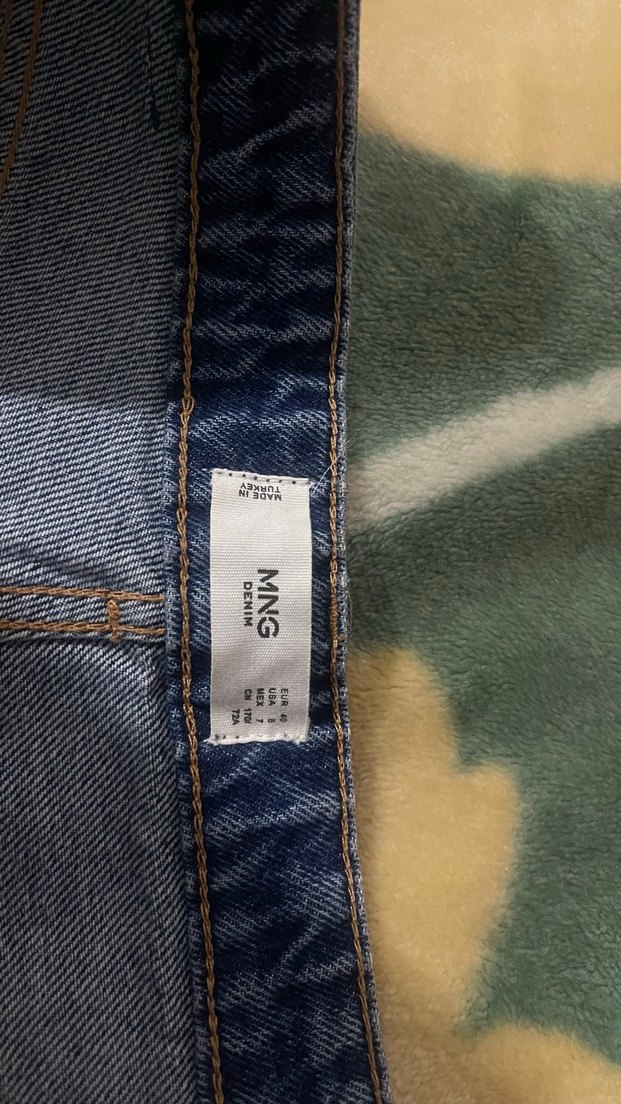 MADE IN
TURKEY
MNG
DENIM
EUR 40
USA 8
MEX 7
CN 170/
72A